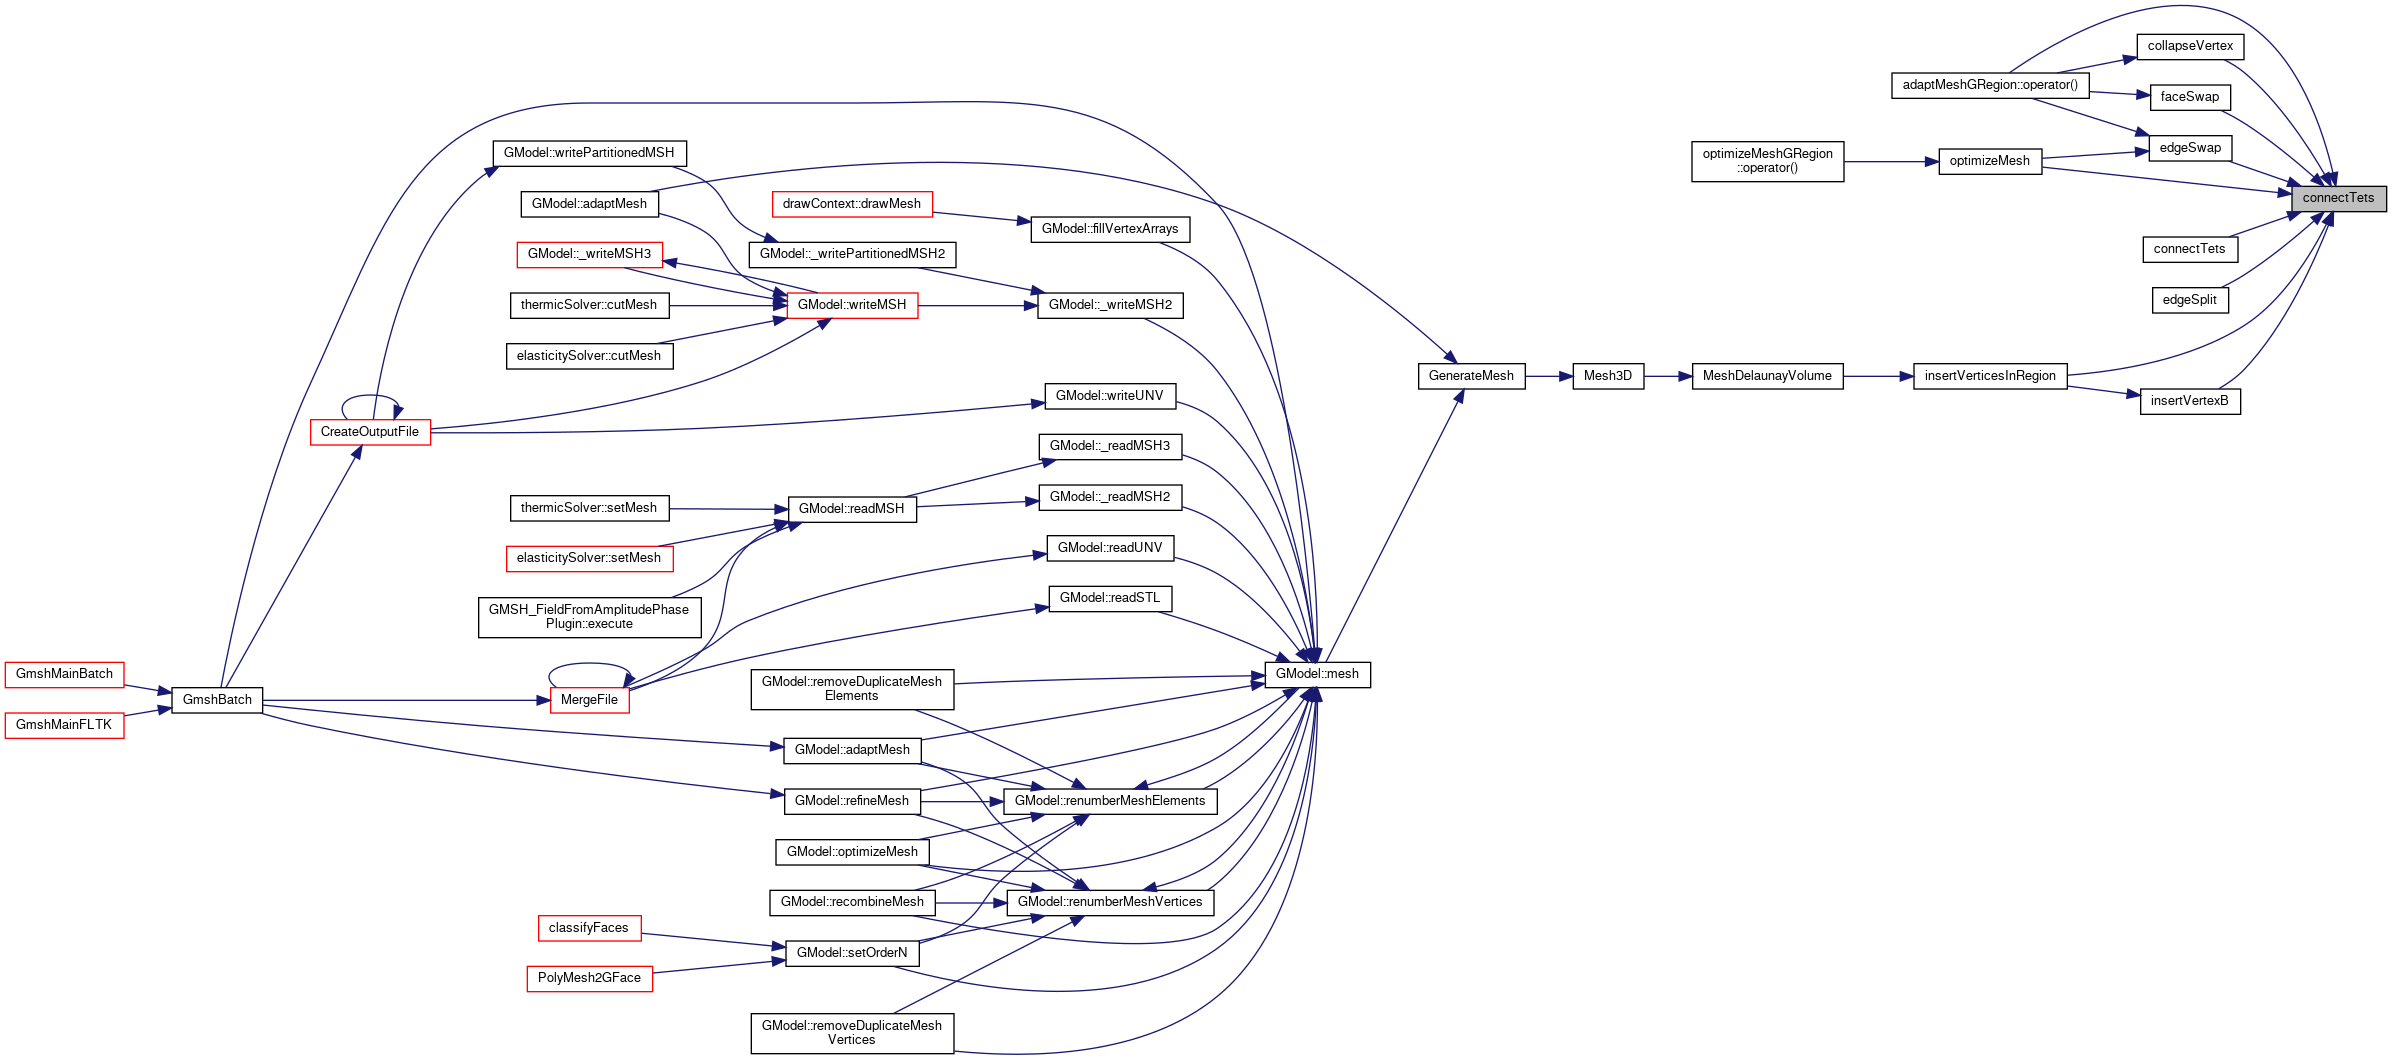 collapseVertex
adaptMeshGRegion::operator()
faceSwap
edgeSwap
optimizeMeshGRegion
::operator()
optimizeMesh
connectTets
connectTets
edgeSplit
GModel::writePartitionedMSH
GModel::adaptMesh
drawContext::drawMesh
GModel::fillVertexArrays
GModel::_writeMSH3
GModel::_writePartitionedMSH2
thermicSolver::cutMesh
GModel::writeMSH
GModel::_writeMSH2
elasticitySolver::cutMesh
GenerateMesh
Mesh3D
MeshDelaunayVolume
insertVerticesInRegion
insertVertexB
GModel::writeUNV
CreateOutputFile
GModel::_readMSH3
GModel::_readMSH2
thermicSolver::setMesh
GModel::readMSH
elasticitySolver::setMesh
GModel::readUNV
GMSH_FieldFromAmplitudePhase
Plugin::execute
GModel::readSTL
GmshMainBatch
GmshBatch
GmshMainFLTK
MergeFile
GModel::removeDuplicateMesh
Elements
GModel::mesh
GModel::adaptMesh
GModel::refineMesh
GModel::renumberMeshElements
GModel::optimizeMesh
GModel::recombineMesh
GModel::renumberMeshVertices
classifyFaces
GModel::setOrderN
PolyMesh2GFace
GModel::removeDuplicateMesh
Vertices